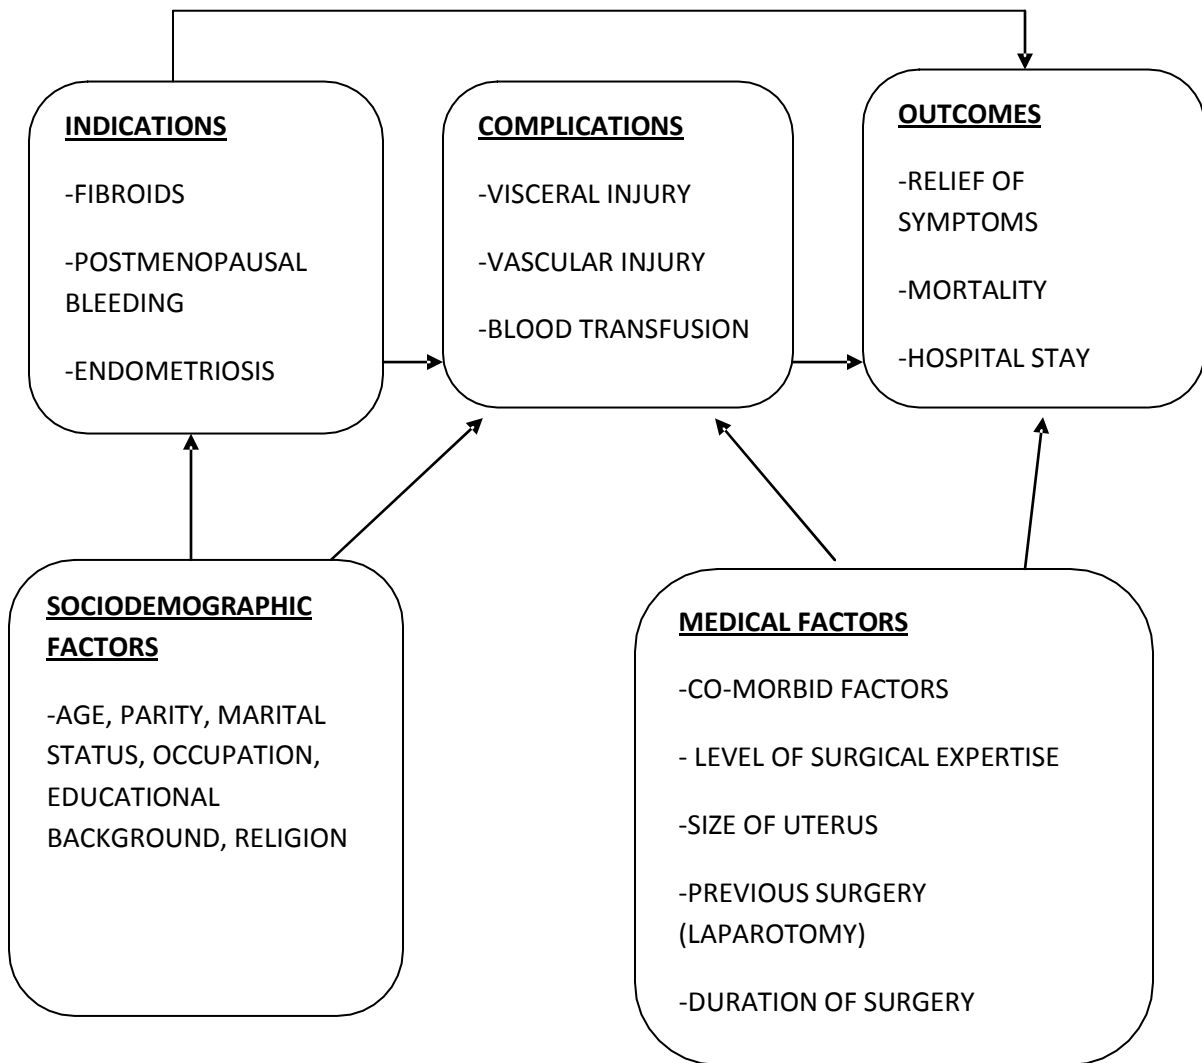 INDICATIONS
-FIBROIDS
-POSTMENOPAUSAL
BLEEDING
-ENDOMETRIOSIS
COMPLICATIONS
-VISCERAL INJURY
-VASCULAR INJURY
-BLOOD TRANSFUSION
OUTCOMES
-RELIEF OF
SYMPTOMS
-MORTALITY
-HOSPITAL STAY
SOCIODEMOGRAPHIC
FACTORS
-AGE, PARITY, MARITAL
STATUS, OCCUPATION,
EDUCATIONAL
BACKGROUND, RELIGION
MEDICAL FACTORS
-CO-MORBID FACTORS
- LEVEL OF SURGICAL EXPERTISE
-SIZE OF UTERUS
-PREVIOUS SURGERY
(LAPAROTOMY)
-DURATION OF SURGERY